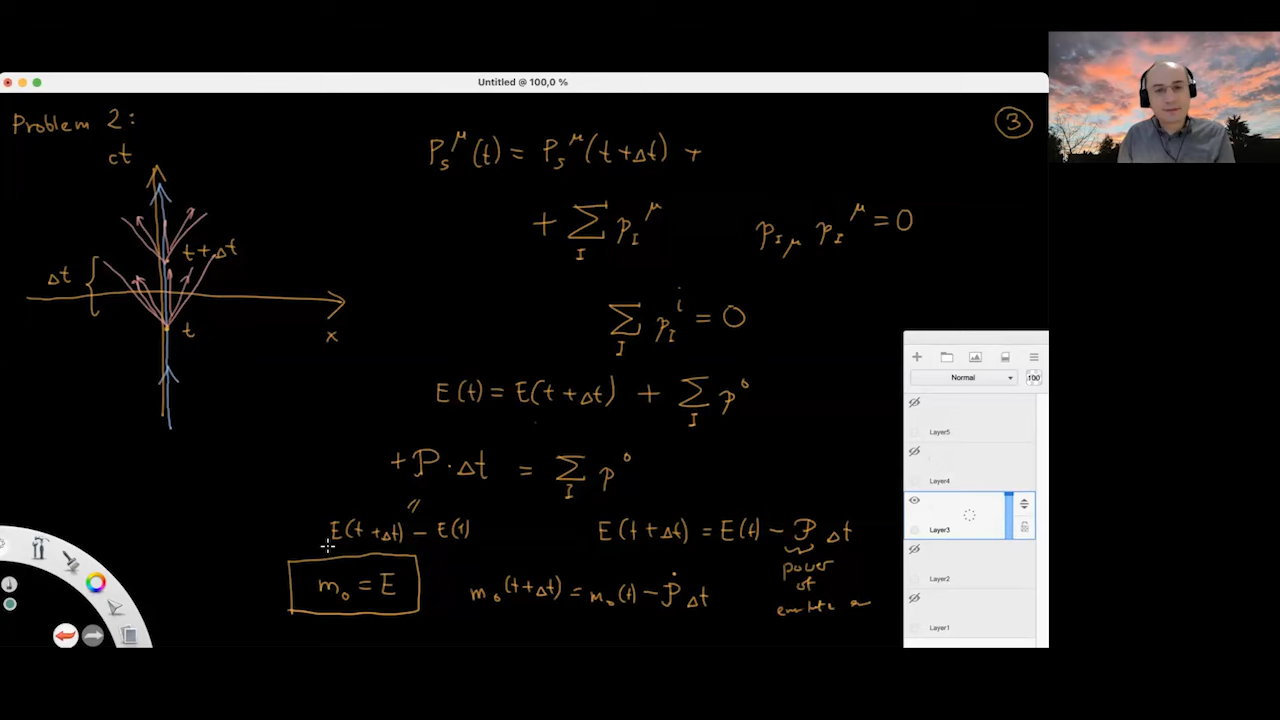 Untitled @ 100,0 %
Problem 2:
③
ct
P_s^μ(t) = P_s^μ(t+Δt) +
+ Σ_I p_I^μ
p_{Iμ} p_I^μ = 0
t+Δt
Δt {
t
x
Σ_I p_I^i = 0
E(t) = E(t+Δt) + Σ_I p^0
+ P · Δt = Σ_I p^0
"
E(t+Δt) − E(t)
E(t+Δt) = E(t) − P Δt
power
of
m_0 = E
m_0(t+Δt) = m_0(t) − Ṗ Δt
Normal
100
Layer5
Layer4
Layer3
Layer2
Layer1